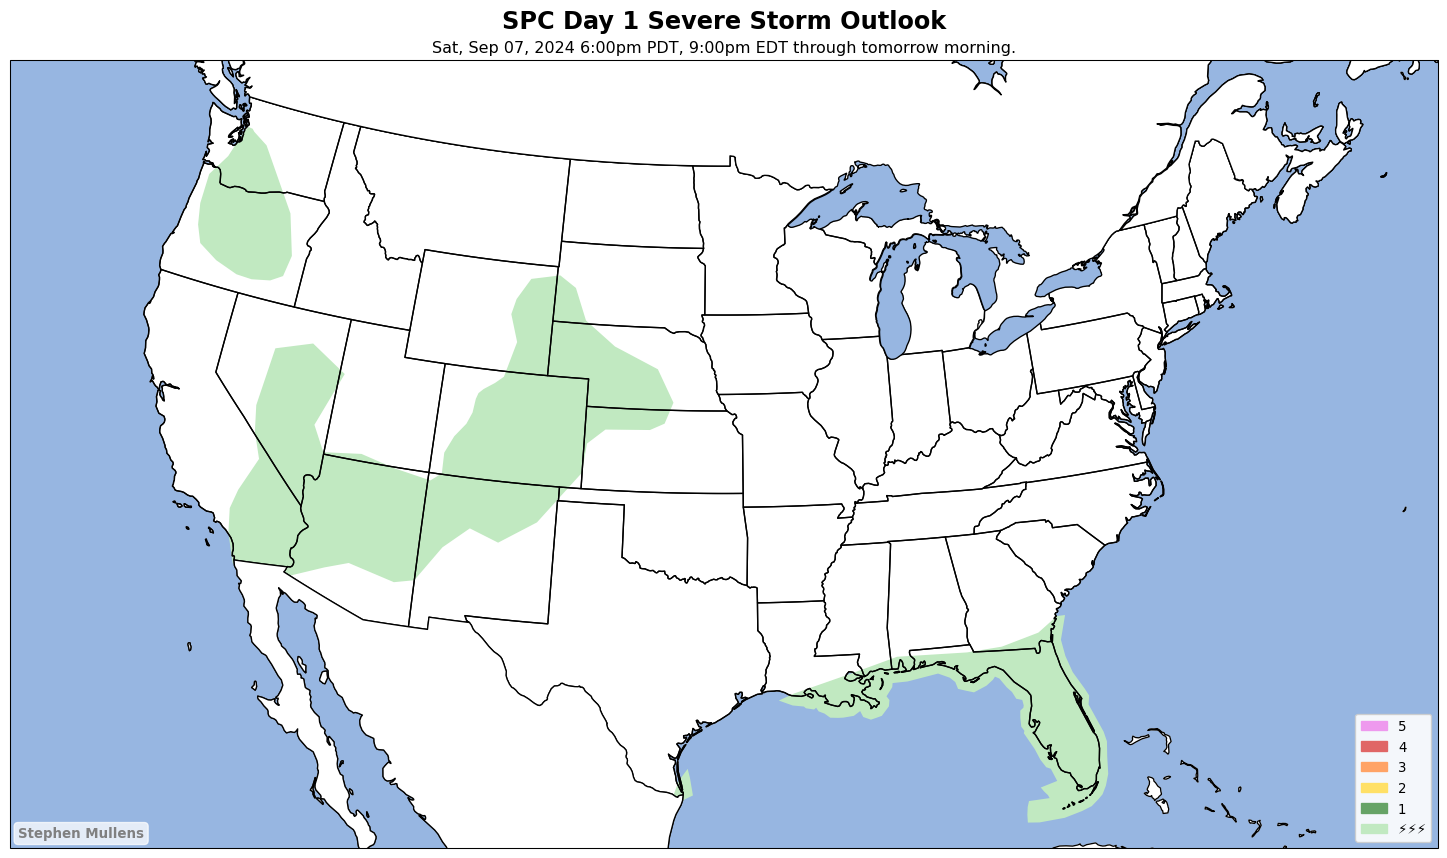 SPC Day 1 Severe Storm Outlook
Sat, Sep 07, 2024 6:00pm PDT, 9:00pm EDT through tomorrow morning.
5
4
3
2
1
⚡⚡⚡
Stephen Mullens